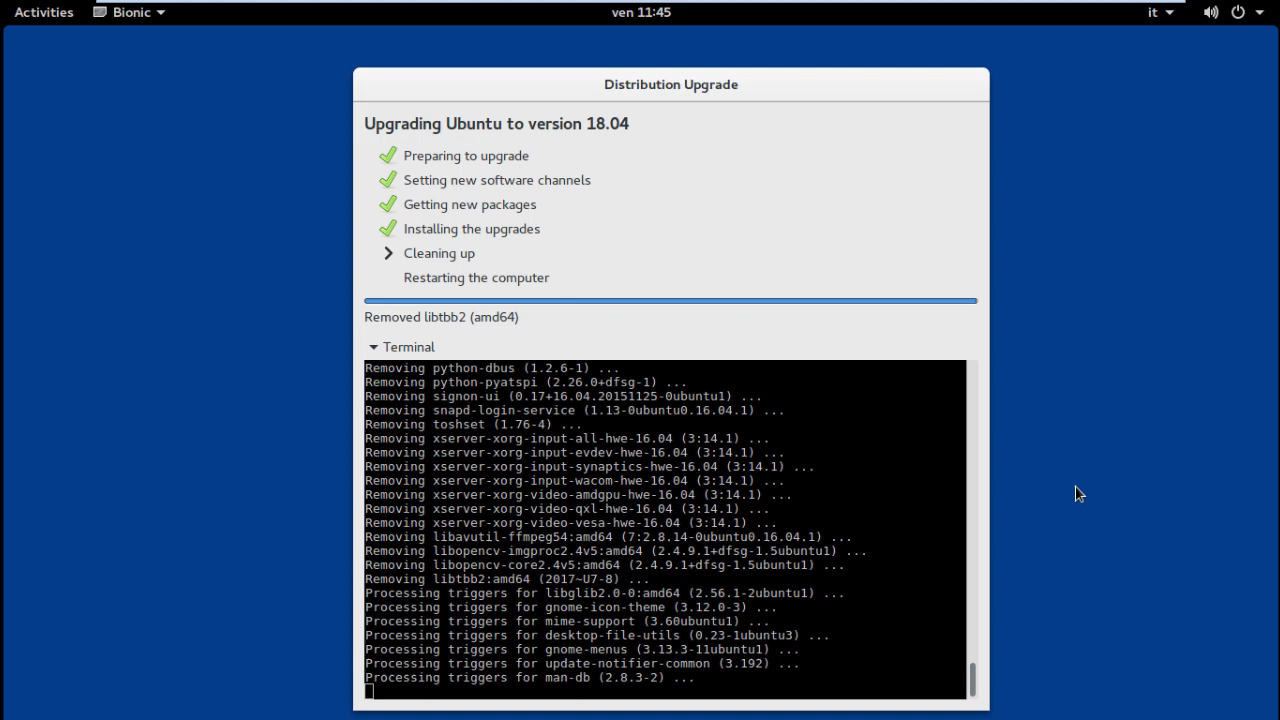 Activities Bionic ven 11:45 it
Distribution Upgrade
Upgrading Ubuntu to version 18.04
Preparing to upgrade
Setting new software channels
Getting new packages
Installing the upgrades
Cleaning up
Restarting the computer
Removed libtbb2 (amd64)
Terminal
Removing python-dbus (1.2.6-1) ...
Removing python-pyatspi (2.26.0+dfsg-1) ...
Removing signon-ui (0.17+16.04.20151125-0ubuntu1) ...
Removing snapd-login-service (1.13-0ubuntu0.16.04.1) ...
Removing toshset (1.76-4) ...
Removing xserver-xorg-input-all-hwe-16.04 (3:14.1) ...
Removing xserver-xorg-input-evdev-hwe-16.04 (3:14.1) ...
Removing xserver-xorg-input-synaptics-hwe-16.04 (3:14.1) ...
Removing xserver-xorg-input-wacom-hwe-16.04 (3:14.1) ...
Removing xserver-xorg-video-amdgpu-hwe-16.04 (3:14.1) ...
Removing xserver-xorg-video-qxl-hwe-16.04 (3:14.1) ...
Removing xserver-xorg-video-vesa-hwe-16.04 (3:14.1) ...
Removing libavutil-ffmpeg54:amd64 (7:2.8.14-0ubuntu0.16.04.1) ...
Removing libopencv-imgproc2.4v5:amd64 (2.4.9.1+dfsg-1.5ubuntu1) ...
Removing libopencv-core2.4v5:amd64 (2.4.9.1+dfsg-1.5ubuntu1) ...
Removing libtbb2:amd64 (2017~U7-8) ...
Processing triggers for libglib2.0-0:amd64 (2.56.1-2ubuntu1) ...
Processing triggers for gnome-icon-theme (3.12.0-3) ...
Processing triggers for mime-support (3.60ubuntu1) ...
Processing triggers for desktop-file-utils (0.23-1ubuntu3) ...
Processing triggers for gnome-menus (3.13.3-11ubuntu1) ...
Processing triggers for update-notifier-common (3.192) ...
Processing triggers for man-db (2.8.3-2) ...